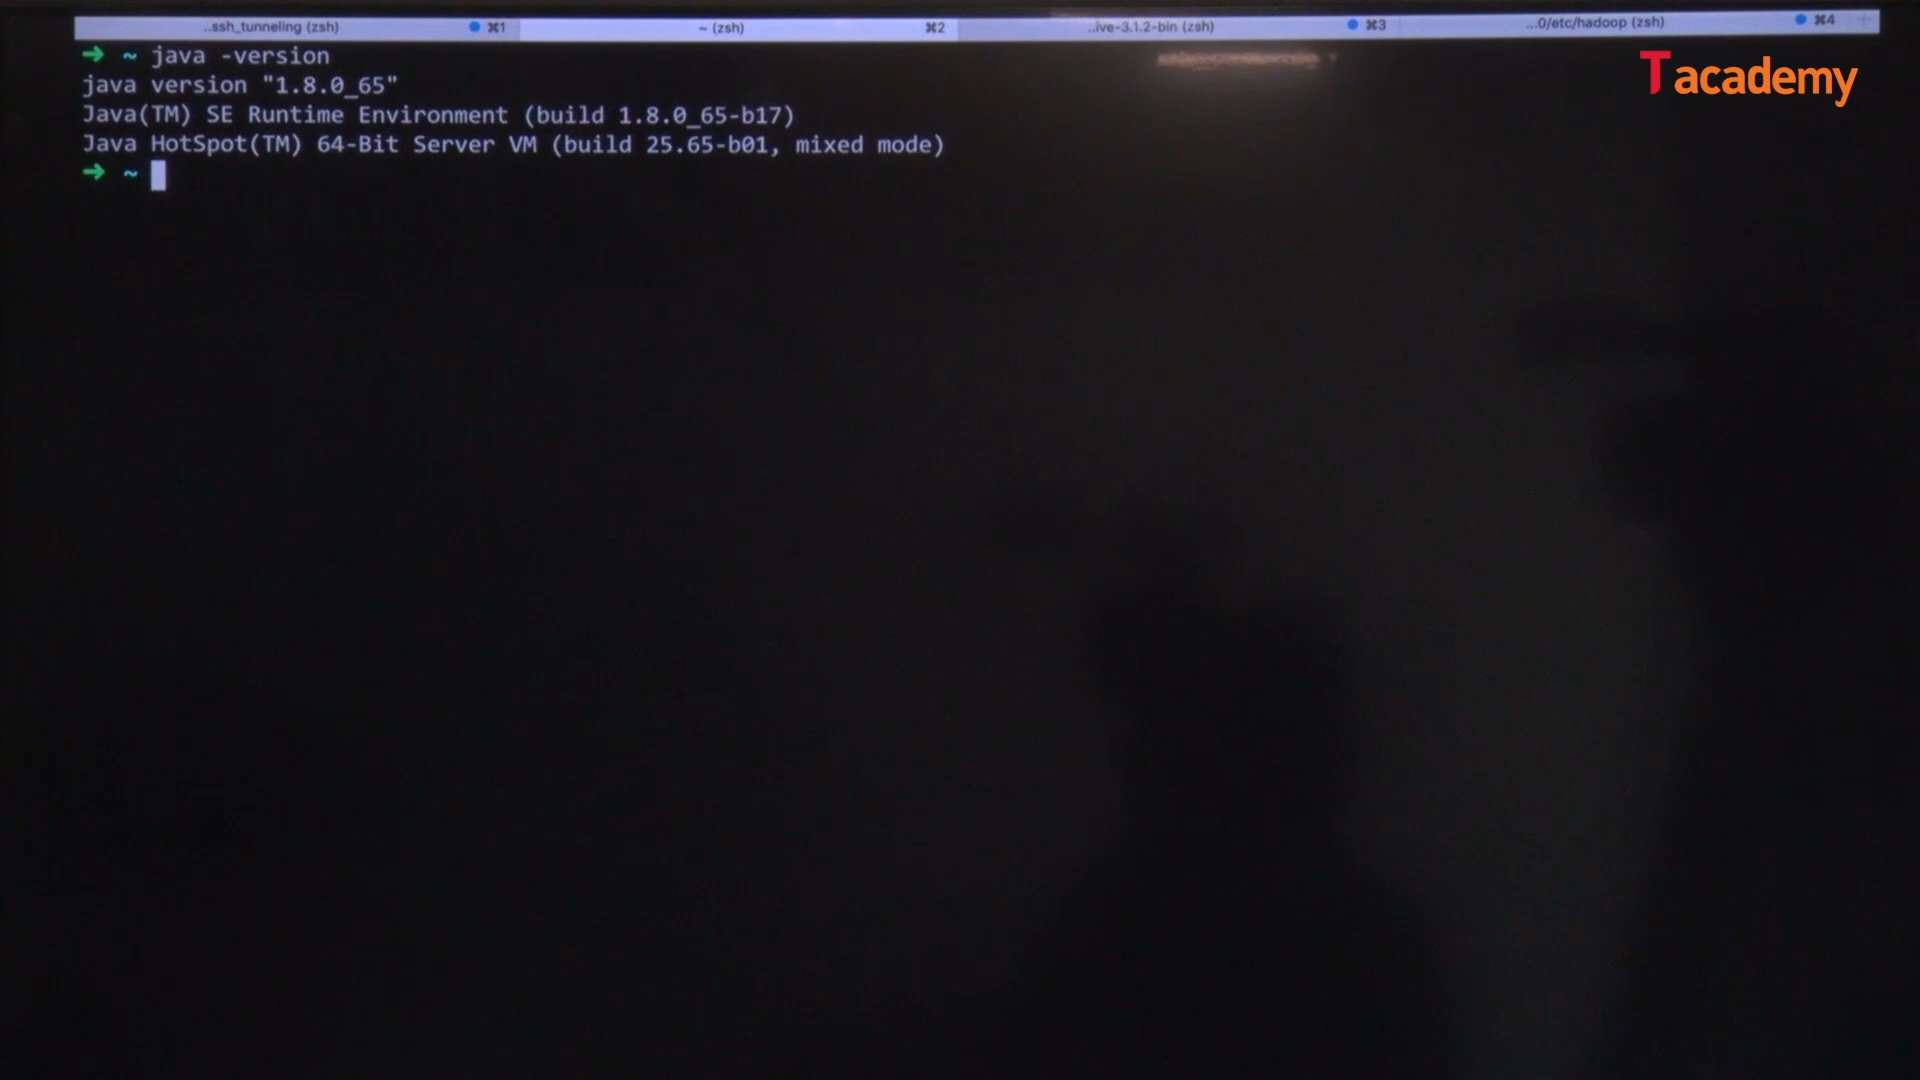 ..ssh_tunneling (zsh) ⌘1 ~ (zsh) ⌘2 ..ive-3.1.2-bin (zsh) ⌘3 ...0/etc/hadoop (zsh) ⌘4
Tacademy
➜ ~ java -version
java version "1.8.0_65"
Java(TM) SE Runtime Environment (build 1.8.0_65-b17)
Java HotSpot(TM) 64-Bit Server VM (build 25.65-b01, mixed mode)
➜ ~